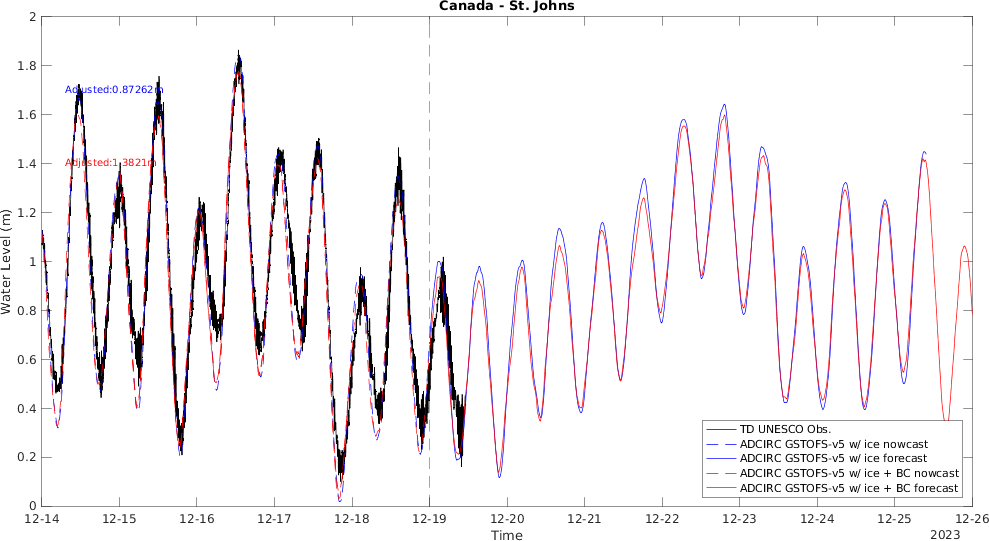 Canada - St. Johns
2
1.8
1.6
1.4
1.2
1
0.8
0.6
0.4
0.2
0
Water Level (m)
Adjusted:0.87262m
Adjusted:1.3821m
TD UNESCO Obs.
ADCIRC GSTOFS-v5 w/ ice nowcast
ADCIRC GSTOFS-v5 w/ ice forecast
ADCIRC GSTOFS-v5 w/ ice + BC nowcast
ADCIRC GSTOFS-v5 w/ ice + BC forecast
12-14 12-15 12-16 12-17 12-18 12-19 12-20 12-21 12-22 12-23 12-24 12-25 12-26
Time
2023